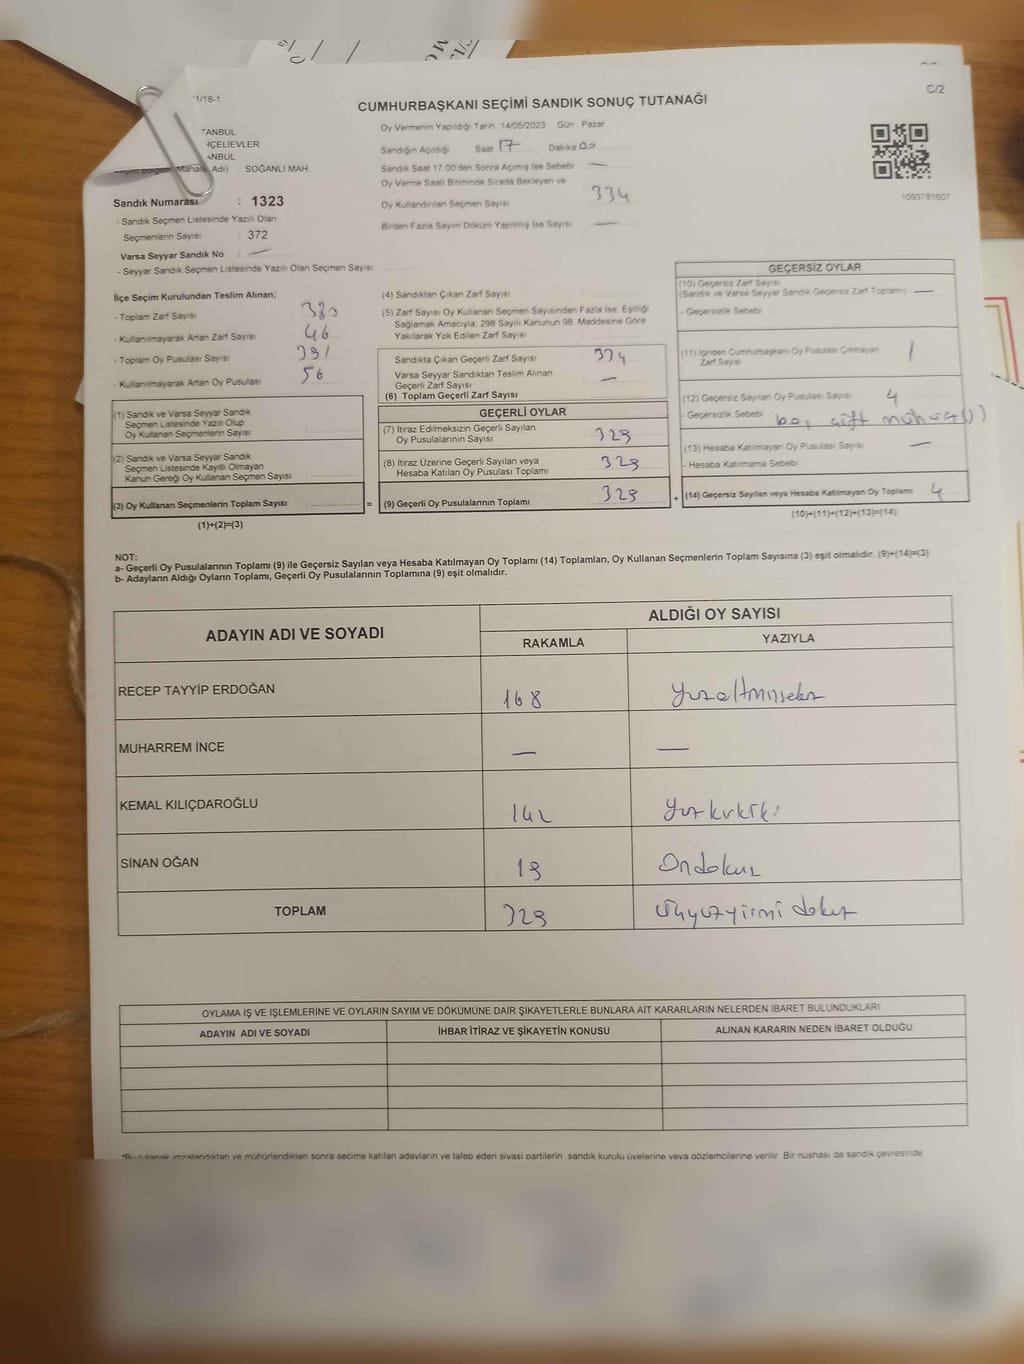 C/2
CUMHURBAŞKANI SEÇİMİ SANDIK SONUÇ TUTANAĞI
Oy Vermenin Yapıldığı Tarih :14/05/2023 Gün : Pazar
Sandığın Açıldığı Saat 17 Dakika 00
Sandık Saat 17.00'den Sonra Açımış İse Sebebi —
Oy Verme Saati Bitiminde Sırada Bekleyen ve
Oy Kullandırılan Seçmen Sayısı 334
Birden Fazla Sayım Döküm Yapılmış İse Sayısı —
1093781607
SOĞANLI MAH.
Sandık Numarası : 1323
- Sandık Seçmen Listesinde Yazılı Olan
Seçmenlerin Sayısı : 372
Varsa Seyyar Sandık No : —
- Seyyar Sandık Seçmen Listesinde Yazılı Olan Seçmen Sayısı:
İlçe Seçim Kurulundan Teslim Alınan;
- Toplam Zarf Sayısı : 380
- Kullanılmayarak Artan Zarf Sayısı : 46
- Toplam Oy Pusulası Sayısı : 391
- Kullanılmayarak Artan Oy Pusulası : 56
(1) Sandık ve Varsa Seyyar Sandık
Seçmen Listesinde Yazılı Olup
Oy Kullanan Seçmenlerin Sayısı
(2) Sandık ve Varsa Seyyar Sandık
Seçmen Listesinde Kayıtlı Olmayan
Kanun Gereği Oy Kullanan Seçmen Sayısı
(3) Oy Kullanan Seçmenlerin Toplam Sayısı =
(1)+(2)=(3)
(4) Sandıktan Çıkan Zarf Sayısı
(5) Zarf Sayısı Oy Kullanan Seçmen Sayısından Fazla İse, Eşitliği
Sağlamak Amacıyla; 298 Sayılı Kanunun 98. Maddesine Göre
Yakılarak Yok Edilen Zarf Sayısı
Sandıkta Çıkan Geçerli Zarf Sayısı 334
Varsa Seyyar Sandıktan Teslim Alınan
Geçerli Zarf Sayısı —
(6) Toplam Geçerli Zarf Sayısı
GEÇERLİ OYLAR
(7) İtiraz Edilmeksizin Geçerli Sayılan
Oy Pusulalarının Sayısı 329
(8) İtiraz Üzerine Geçerli Sayılan veya
Hesaba Katılan Oy Pusulası Toplamı 329
(9) Geçerli Oy Pusulalarının Toplamı 329 +
GEÇERSİZ OYLAR
(10) Geçersiz Zarf Sayısı
(Sandık ve Varsa Seyyar Sandık Geçersiz Zarf Toplamı) —
- Geçersizlik Sebebi
(11) İçinden Cumhurbaşkanı Oy Pusulası Çıkmayan
Zarf Sayısı 1
(12) Geçersiz Sayılan Oy Pusulası Sayısı 4
- Geçersizlik Sebebi boş, çift mühür(1)
(13) Hesaba Katılmayan Oy Pusulası Sayısı —
- Hesaba Katılmama Sebebi
(14) Geçersiz Sayılan veya Hesaba Katılmayan Oy Toplamı 4
(10)+(11)+(12)+(13)=(14)
NOT:
a- Geçerli Oy Pusulalarının Toplamı (9) ile Geçersiz Sayılan veya Hesaba Katılmayan Oy Toplamı (14) Toplamları, Oy Kullanan Seçmenlerin Toplam Sayısına (3) eşit olmalıdır. (9)+(14)=(3)
b- Adayların Aldığı Oyların Toplamı, Geçerli Oy Pusulalarının Toplamına (9) eşit olmalıdır.
ADAYIN ADI VE SOYADI ALDIĞI OY SAYISI
RAKAMLA YAZIYLA
RECEP TAYYİP ERDOĞAN 168 Yüzaltmışsekiz
MUHARREM İNCE — —
KEMAL KILIÇDAROĞLU 142 Yüzkırkiki
SİNAN OĞAN 19 Ondokuz
TOPLAM 329 üçyüzyirmi dokuz
OYLAMA İŞ VE İŞLEMLERİNE VE OYLARIN SAYIM VE DÖKÜMÜNE DAİR ŞİKAYETLERLE BUNLARA AİT KARARLARIN NELERDEN İBARET BULUNDUKLARI
ADAYIN ADI VE SOYADI İHBAR İTİRAZ VE ŞİKAYETİN KONUSU ALINAN KARARIN NEDEN İBARET OLDUĞU
*Bu tutanak imzalandıktan ve mühürlendikten sonra seçime katılan adayların ve talep eden siyasi partilerin sandık kurulu üyelerine veya gözlemcilerine verilir. Bir nüshası da sandık çevresinde